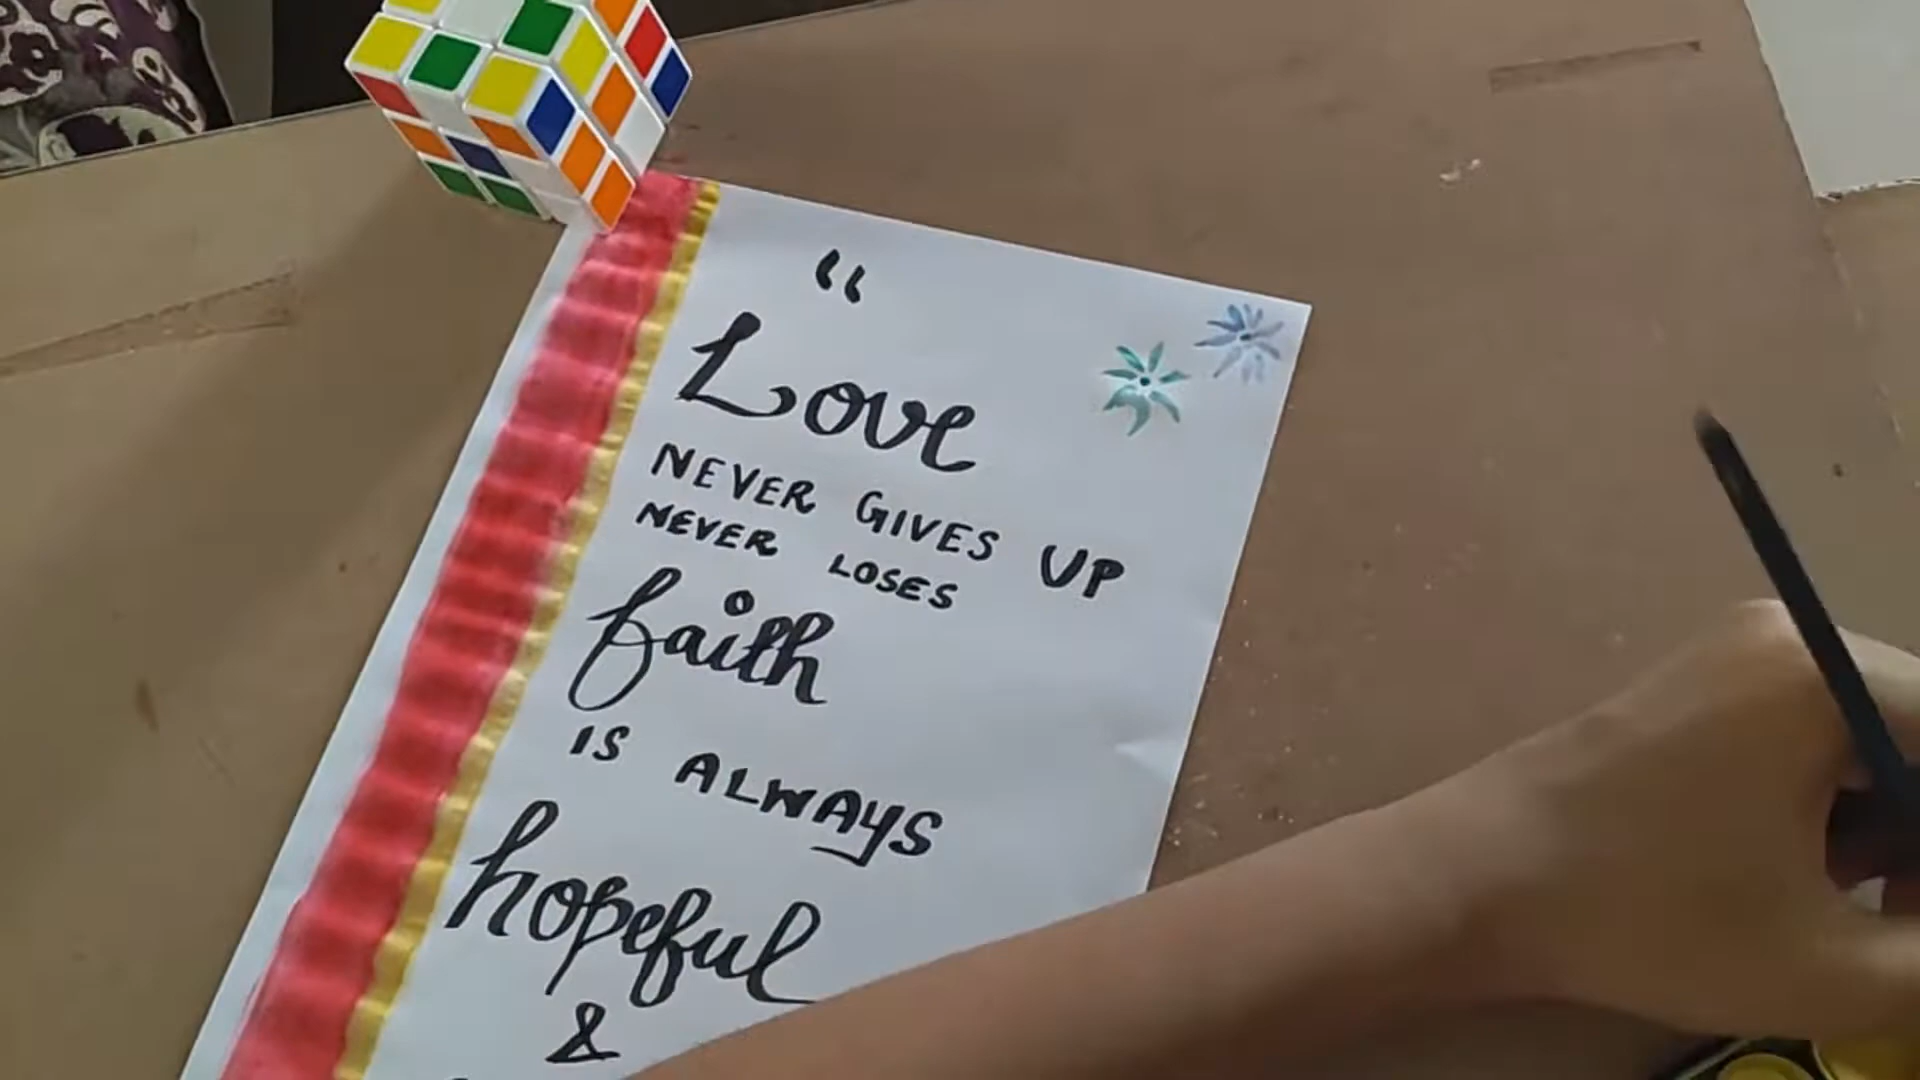 “
Love
NEVER GIVES UP
NEVER LOSES
faith
IS ALWAYS
hopeful
&